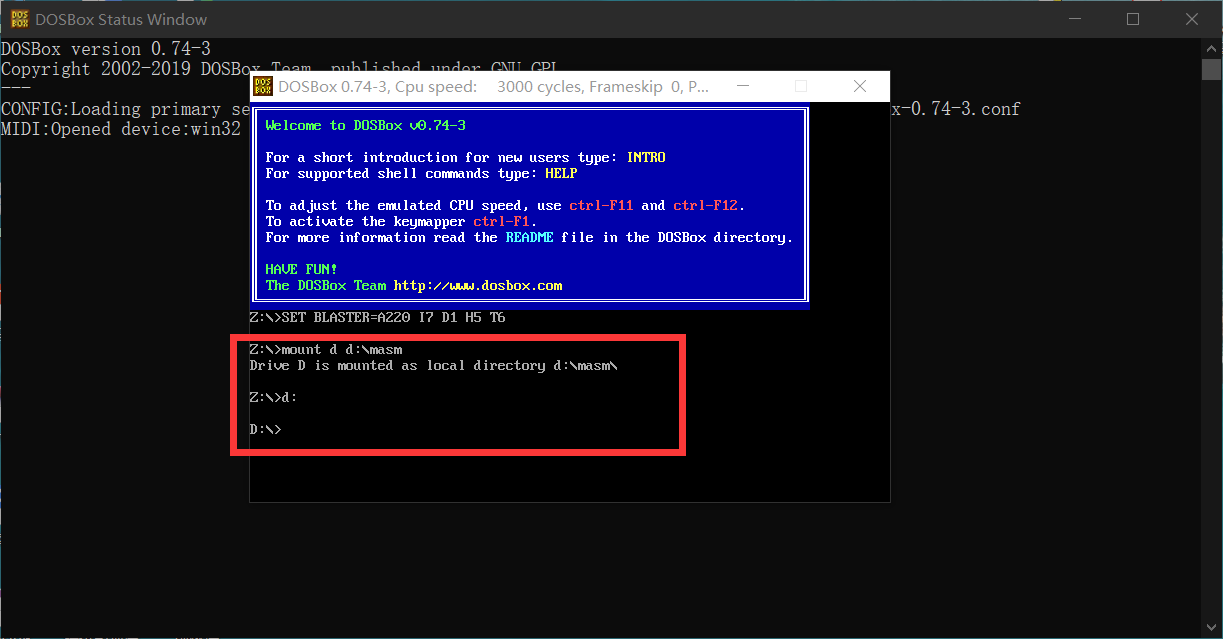 DOSBox Status Window
DOSBox version 0.74-3
Copyright 2002-2019 DOSBox Team, published under GNU GPL.
---
CONFIG:Loading primary se
x-0.74-3.conf
MIDI:Opened device:win32
DOSBox 0.74-3, Cpu speed: 3000 cycles, Frameskip 0, P...
Welcome to DOSBox v0.74-3
For a short introduction for new users type: INTRO
For supported shell commands type: HELP
To adjust the emulated CPU speed, use ctrl-F11 and ctrl-F12.
To activate the keymapper ctrl-F1.
For more information read the README file in the DOSBox directory.
HAVE FUN!
The DOSBox Team http://www.dosbox.com
Z:\>SET BLASTER=A220 I7 D1 H5 T6
Z:\>mount d d:\masm
Drive D is mounted as local directory d:\masm\
Z:\>d:
D:\>